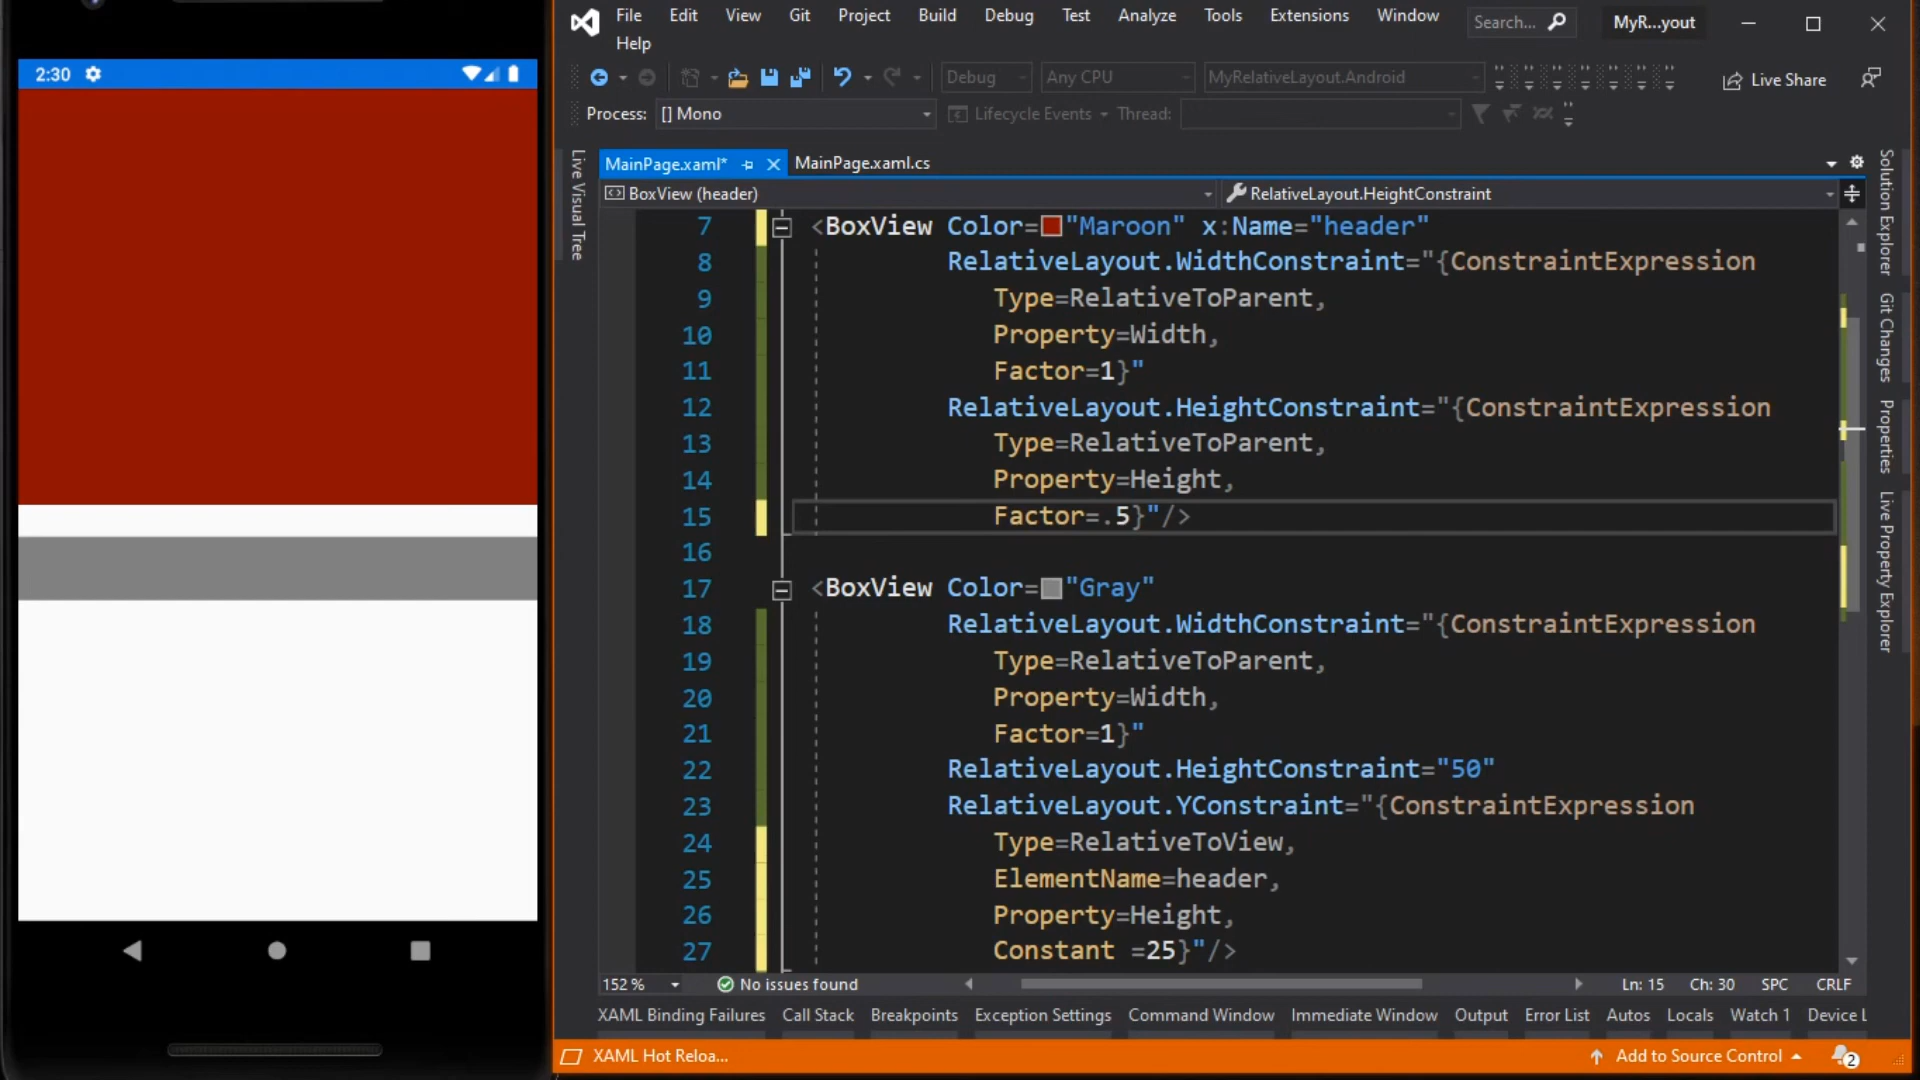 2:30
File Edit View Git Project Build Debug Test Analyze Tools Extensions Window
Help
Search...
MyR...yout
Debug
Any CPU
MyRelativeLayout.Android
Live Share
Process: [] Mono
Lifecycle Events
Thread:
Live Visual Tree
MainPage.xaml*
MainPage.xaml.cs
BoxView (header)
RelativeLayout.HeightConstraint
7 <BoxView Color="Maroon" x:Name="header"
8 RelativeLayout.WidthConstraint="{ConstraintExpression
9 Type=RelativeToParent,
10 Property=Width,
11 Factor=1}"
12 RelativeLayout.HeightConstraint="{ConstraintExpression
13 Type=RelativeToParent,
14 Property=Height,
15 Factor=.5}"/>
16
17 <BoxView Color="Gray"
18 RelativeLayout.WidthConstraint="{ConstraintExpression
19 Type=RelativeToParent,
20 Property=Width,
21 Factor=1}"
22 RelativeLayout.HeightConstraint="50"
23 RelativeLayout.YConstraint="{ConstraintExpression
24 Type=RelativeToView,
25 ElementName=header,
26 Property=Height,
27 Constant =25}"/>
Solution Explorer
Git Changes
Properties
Live Property Explorer
152 %
No issues found
Ln: 15 Ch: 30 SPC CRLF
XAML Binding Failures Call Stack Breakpoints Exception Settings Command Window Immediate Window Output Error List Autos Locals Watch 1 Device L
XAML Hot Reloa...
Add to Source Control
2